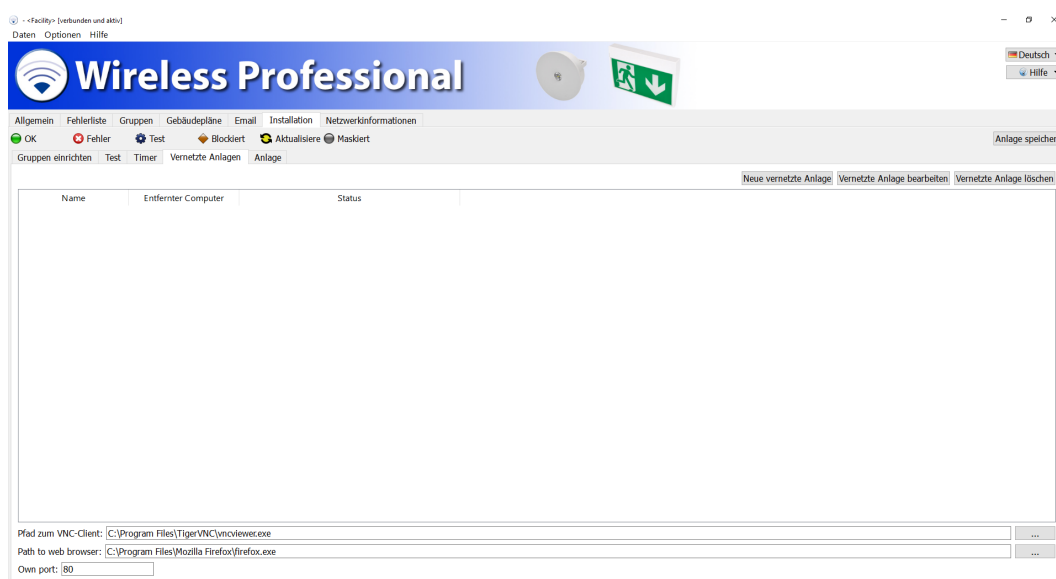 - <Facility> [verbunden und aktiv]
Daten Optionen Hilfe
Wireless Professional
Deutsch
Hilfe
Allgemein Fehlerliste Gruppen Gebäudepläne Email Installation Netzwerkinformationen
OK Fehler Test Blockiert Aktualisiere Maskiert
Anlage speicher
Gruppen einrichten Test Timer Vernetzte Anlagen Anlage
Neue vernetzte Anlage Vernetzte Anlage bearbeiten Vernetzte Anlage löschen
Name Entfernter Computer Status
Pfad zum VNC-Client: C:\Program Files\TigerVNC\vncviewer.exe ...
Path to web browser: C:\Program Files\Mozilla Firefox\firefox.exe ...
Own port: 80